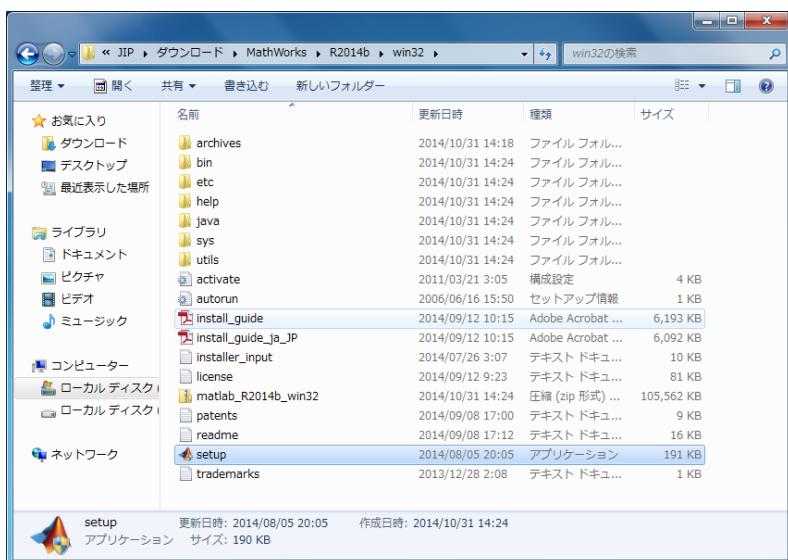 « JIP ▸ ダウンロード ▸ MathWorks ▸ R2014b ▸ win32 ▸
win32の検索
整理 ▼ 開く 共有 ▼ 書き込む 新しいフォルダー
お気に入り
ダウンロード
デスクトップ
最近表示した場所
ライブラリ
ドキュメント
ピクチャ
ビデオ
ミュージック
コンピューター
ローカル ディスク (
ローカル ディスク (
ネットワーク
名前 更新日時 種類 サイズ
archives 2014/10/31 14:18 ファイル フォル...
bin 2014/10/31 14:24 ファイル フォル...
etc 2014/10/31 14:24 ファイル フォル...
help 2014/10/31 14:24 ファイル フォル...
java 2014/10/31 14:24 ファイル フォル...
sys 2014/10/31 14:24 ファイル フォル...
utils 2014/10/31 14:24 ファイル フォル...
activate 2011/03/21 3:05 構成設定 4 KB
autorun 2006/06/16 15:50 セットアップ情報 1 KB
install_guide 2014/09/12 10:15 Adobe Acrobat ... 6,193 KB
install_guide_ja_JP 2014/09/12 10:15 Adobe Acrobat ... 6,092 KB
installer_input 2014/07/26 3:07 テキスト ドキュ... 10 KB
license 2014/09/12 9:23 テキスト ドキュ... 81 KB
matlab_R2014b_win32 2014/10/31 14:24 圧縮 (zip 形式) ... 105,562 KB
patents 2014/09/08 17:00 テキスト ドキュ... 9 KB
readme 2014/09/08 17:12 テキスト ドキュ... 16 KB
setup 2014/08/05 20:05 アプリケーション 191 KB
trademarks 2013/12/28 2:08 テキスト ドキュ... 1 KB
setup 更新日時: 2014/08/05 20:05 作成日時: 2014/10/31 14:24
アプリケーション サイズ: 190 KB